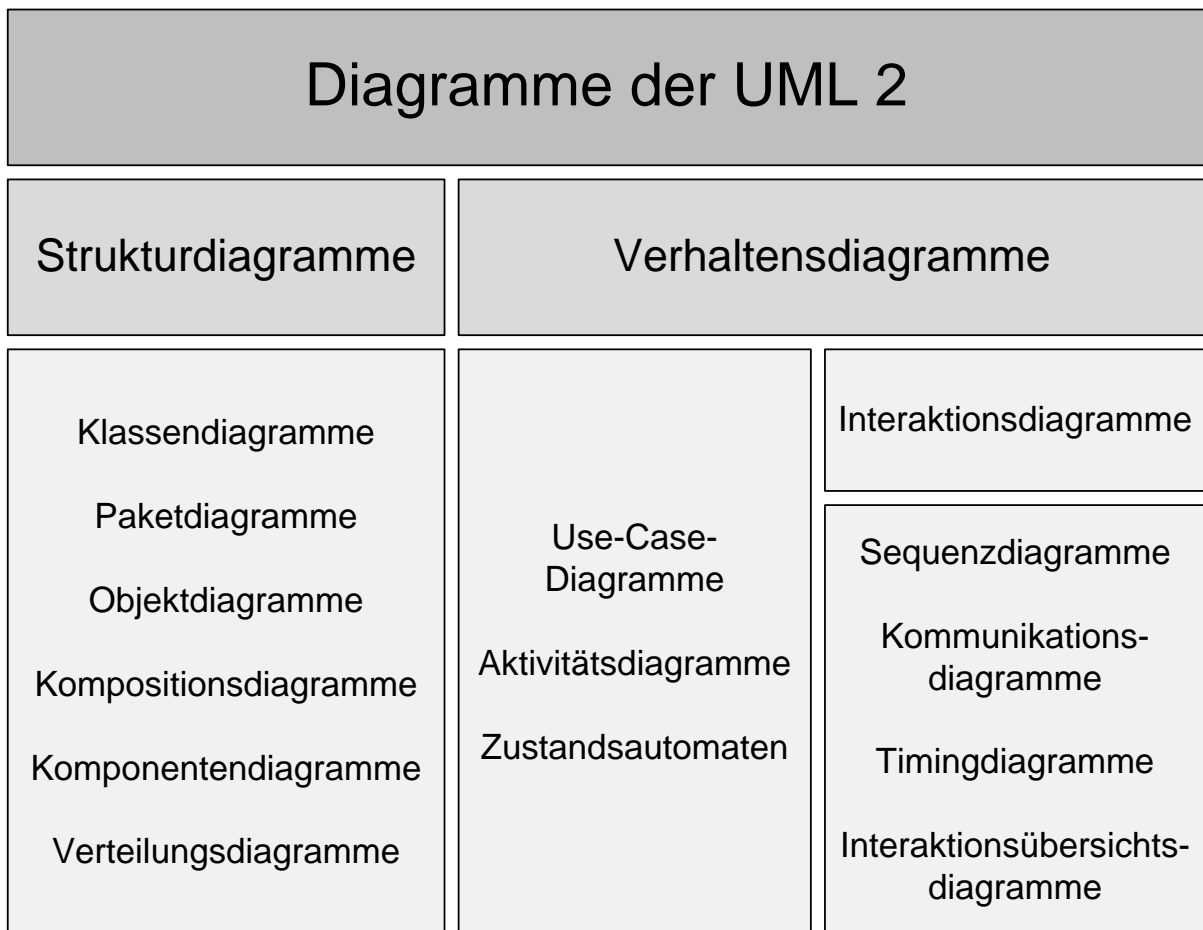 Diagramme der UML 2
Strukturdiagramme
Verhaltensdiagramme
Klassendiagramme
Paketdiagramme
Objektdiagramme
Kompositionsdiagramme
Komponentendiagramme
Verteilungsdiagramme
Use-Case-
Diagramme
Aktivitätsdiagramme
Zustandsautomaten
Interaktionsdiagramme
Sequenzdiagramme
Kommunikations-
diagramme
Timingdiagramme
Interaktionsübersichts-
diagramme